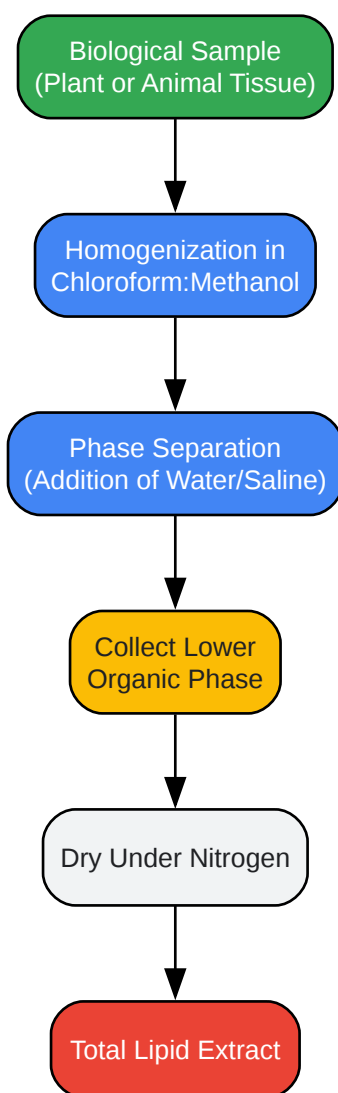 Biological Sample
(Plant or Animal Tissue)
Homogenization in
Chloroform:Methanol
Phase Separation
(Addition of Water/Saline)
Collect Lower
Organic Phase
Dry Under Nitrogen
Total Lipid Extract